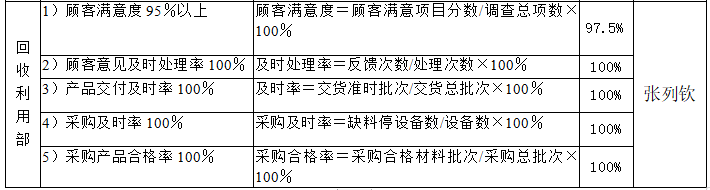 回收利用部
1）顾客满意度 95％以上
顾客满意度＝顾客满意项目分数/调查总项数×
100％
97.5%
2）顾客意见及时处理率 100％
及时处理率＝反馈次数/处理次数×100％
100%
3）产品交付及时率 100％
及时率＝交货准时批次/交货总批次×100％
100%
4）采购及时率 100％
采购及时率＝缺料停设备数/设备数×100％
100%
5）采购产品合格率 100％
采购合格率＝采购合格材料批次/采购总批次×
100％
100%
张列钦